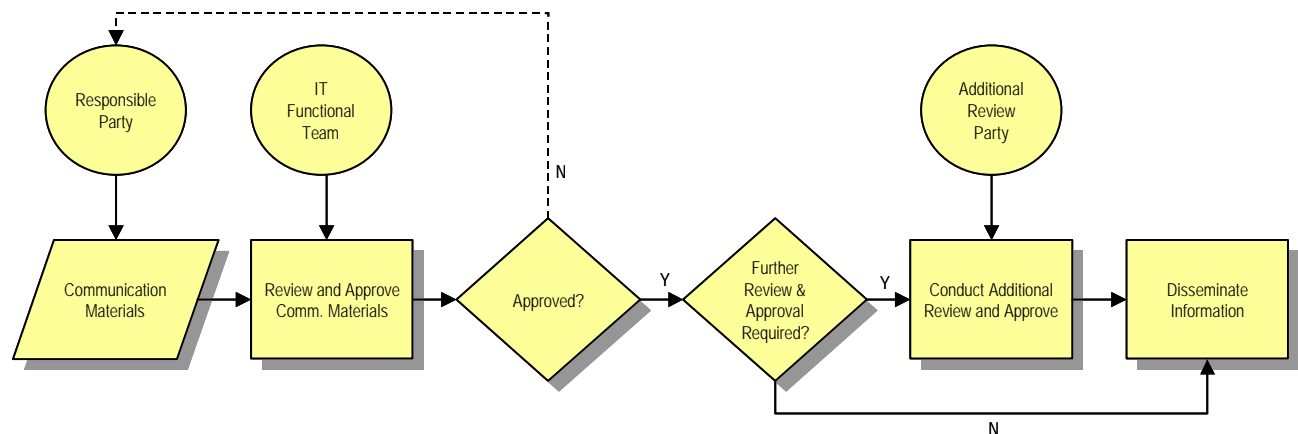 Responsible
Party
IT
Functional
Team
Additional
Review
Party
N
Communication
Materials
Review and Approve
Comm. Materials
Approved?
Y
Further
Review &
Approval
Required?
Y
Conduct Additional
Review and Approve
Disseminate
Information
N